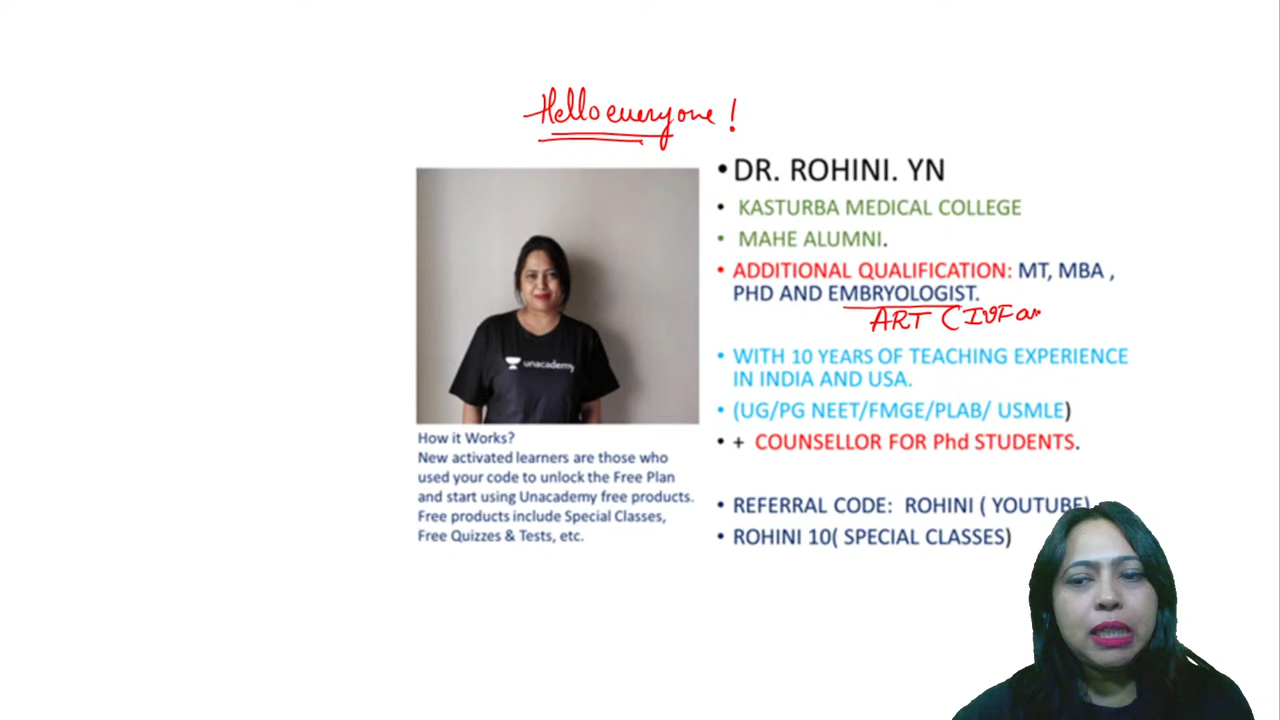 Hello everyone!
• DR. ROHINI. YN
• KASTURBA MEDICAL COLLEGE
• MAHE ALUMNI.
• ADDITIONAL QUALIFICATION: MT, MBA ,
PHD AND EMBRYOLOGIST.
ART (IVF
• WITH 10 YEARS OF TEACHING EXPERIENCE
IN INDIA AND USA.
• (UG/PG NEET/FMGE/PLAB/ USMLE)
• + COUNSELLOR FOR Phd STUDENTS.
• REFERRAL CODE: ROHINI ( YOUTUBE)
• ROHINI 10( SPECIAL CLASSES)
unacademy
How it Works?
New activated learners are those who
used your code to unlock the Free Plan
and start using Unacademy free products.
Free products include Special Classes,
Free Quizzes & Tests, etc.